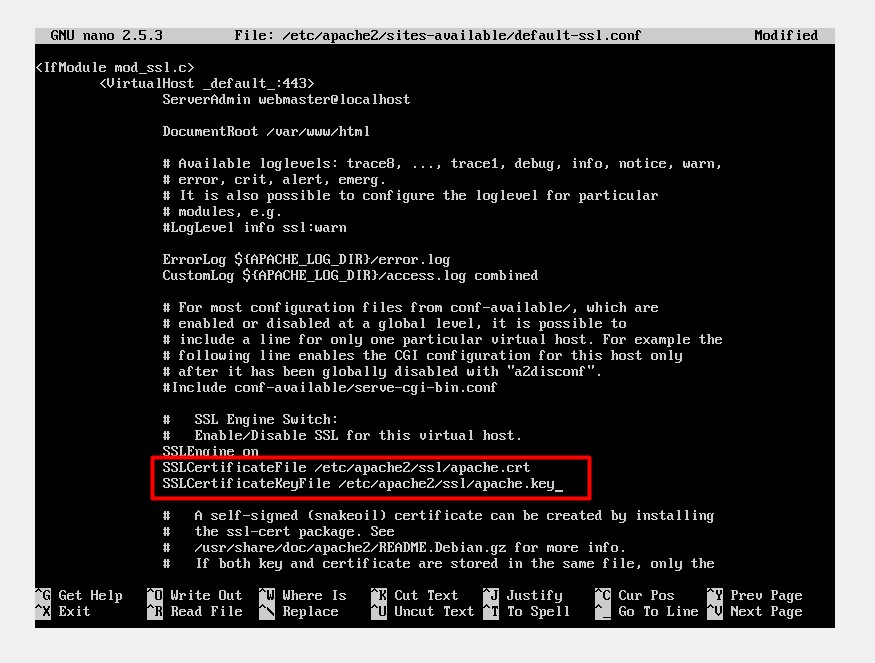 GNU nano 2.5.3 File: /etc/apache2/sites-available/default-ssl.conf Modified
<IfModule mod_ssl.c>
<VirtualHost _default_:443>
ServerAdmin webmaster@localhost
DocumentRoot /var/www/html
# Available loglevels: trace8, ..., trace1, debug, info, notice, warn,
# error, crit, alert, emerg.
# It is also possible to configure the loglevel for particular
# modules, e.g.
#LogLevel info ssl:warn
ErrorLog ${APACHE_LOG_DIR}/error.log
CustomLog ${APACHE_LOG_DIR}/access.log combined
# For most configuration files from conf-available/, which are
# enabled or disabled at a global level, it is possible to
# include a line for only one particular virtual host. For example the
# following line enables the CGI configuration for this host only
# after it has been globally disabled with "a2disconf".
#Include conf-available/serve-cgi-bin.conf
#   SSL Engine Switch:
#   Enable/Disable SSL for this virtual host.
SSLEngine on
SSLCertificateFile /etc/apache2/ssl/apache.crt
SSLCertificateKeyFile /etc/apache2/ssl/apache.key_
#   A self-signed (snakeoil) certificate can be created by installing
#   the ssl-cert package. See
#   /usr/share/doc/apache2/README.Debian.gz for more info.
#   If both key and certificate are stored in the same file, only the
^G Get Help ^O Write Out ^W Where Is ^K Cut Text ^J Justify ^C Cur Pos ^Y Prev Page
^X Exit ^R Read File ^\ Replace ^U Uncut Text ^T To Spell ^_ Go To Line ^V Next Page